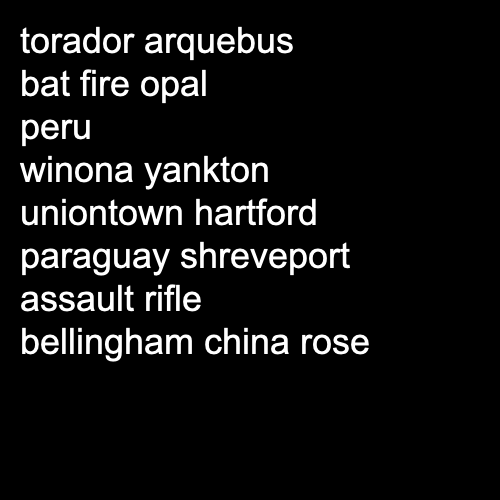 torador arquebus
bat fire opal
peru
winona yankton
uniontown hartford
paraguay shreveport
assault rifle
bellingham china rose